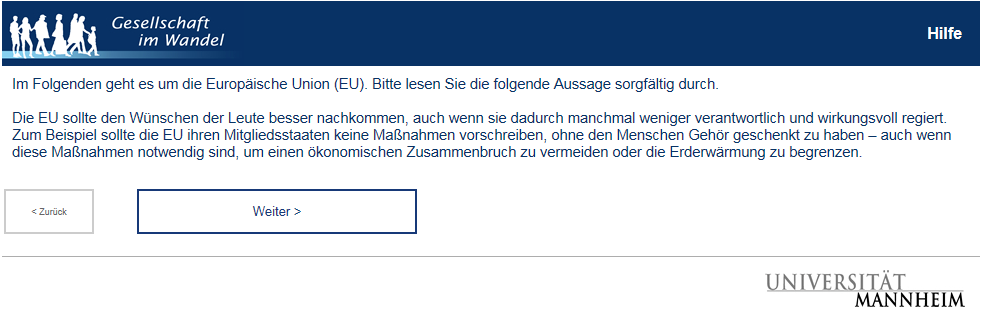 Gesellschaft
im Wandel
Hilfe
Im Folgenden geht es um die Europäische Union (EU). Bitte lesen Sie die folgende Aussage sorgfältig durch.
Die EU sollte den Wünschen der Leute besser nachkommen, auch wenn sie dadurch manchmal weniger verantwortlich und wirkungsvoll regiert.
Zum Beispiel sollte die EU ihren Mitgliedsstaaten keine Maßnahmen vorschreiben, ohne den Menschen Gehör geschenkt zu haben – auch wenn
diese Maßnahmen notwendig sind, um einen ökonomischen Zusammenbruch zu vermeiden oder die Erderwärmung zu begrenzen.
< Zurück
Weiter >
UNIVERSITÄT
MANNHEIM